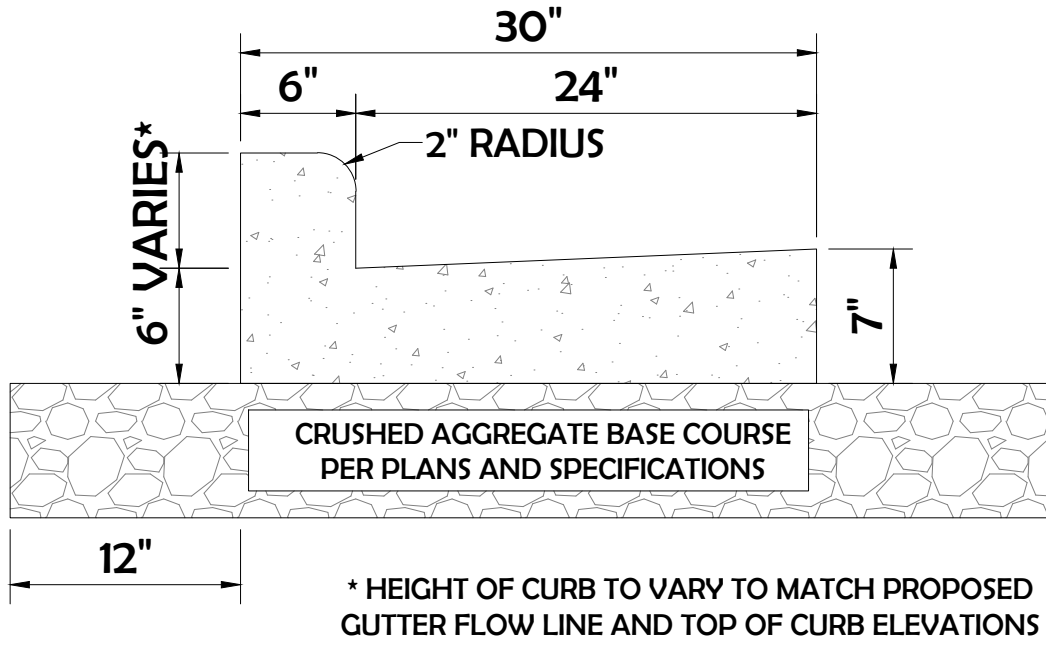 30"
6"
24"
2" RADIUS
VARIES*
6"
7"
CRUSHED AGGREGATE BASE COURSE
PER PLANS AND SPECIFICATIONS
12"
* HEIGHT OF CURB TO VARY TO MATCH PROPOSED
GUTTER FLOW LINE AND TOP OF CURB ELEVATIONS